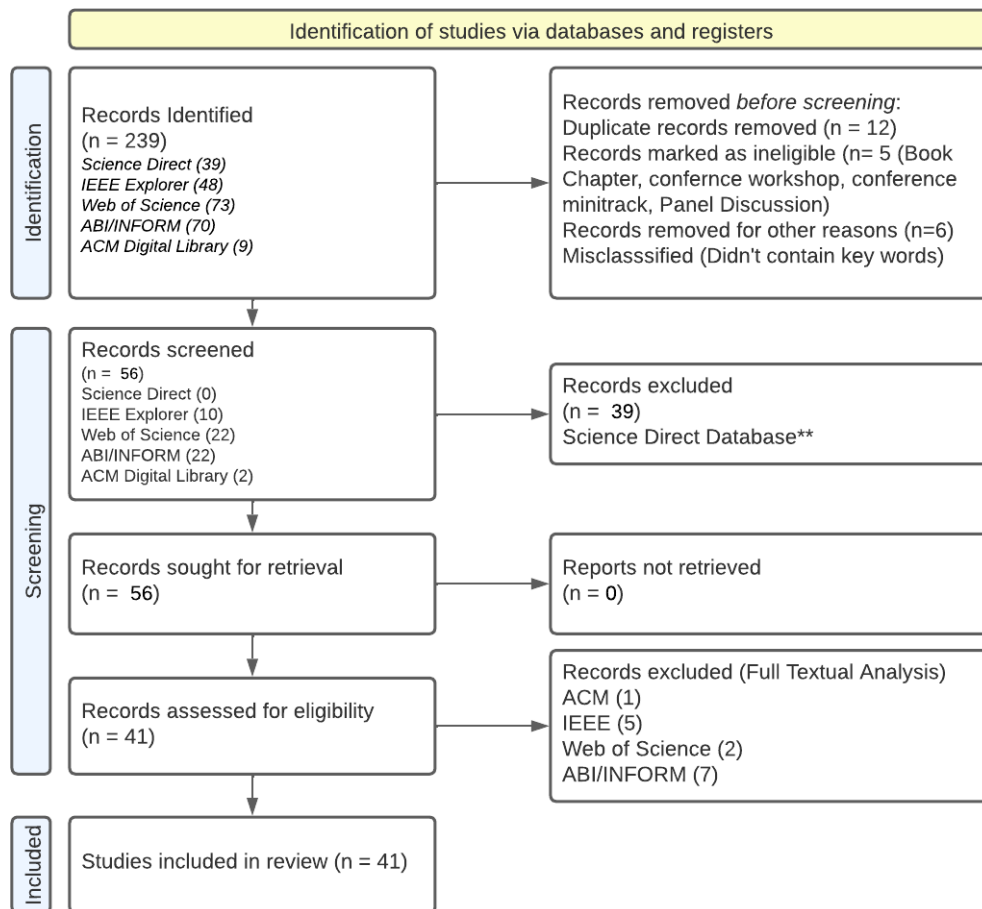 Identification of studies via databases and registers
Identification
Records Identified
(n = 239)
Science Direct (39)
IEEE Explorer (48)
Web of Science (73)
ABI/INFORM (70)
ACM Digital Library (9)
Records removed before screening:
Duplicate records removed (n = 12)
Records marked as ineligible (n= 5 (Book
Chapter, confernce workshop, conference
minitrack, Panel Discussion)
Records removed for other reasons (n=6)
Misclasssified (Didn't contain key words)
Screening
Records screened
(n = 56)
Science Direct (0)
IEEE Explorer (10)
Web of Science (22)
ABI/INFORM (22)
ACM Digital Library (2)
Records excluded
(n = 39)
Science Direct Database**
Records sought for retrieval
(n = 56)
Reports not retrieved
(n = 0)
Records assessed for eligibility
(n = 41)
Records excluded (Full Textual Analysis)
ACM (1)
IEEE (5)
Web of Science (2)
ABI/INFORM (7)
Included
Studies included in review (n = 41)